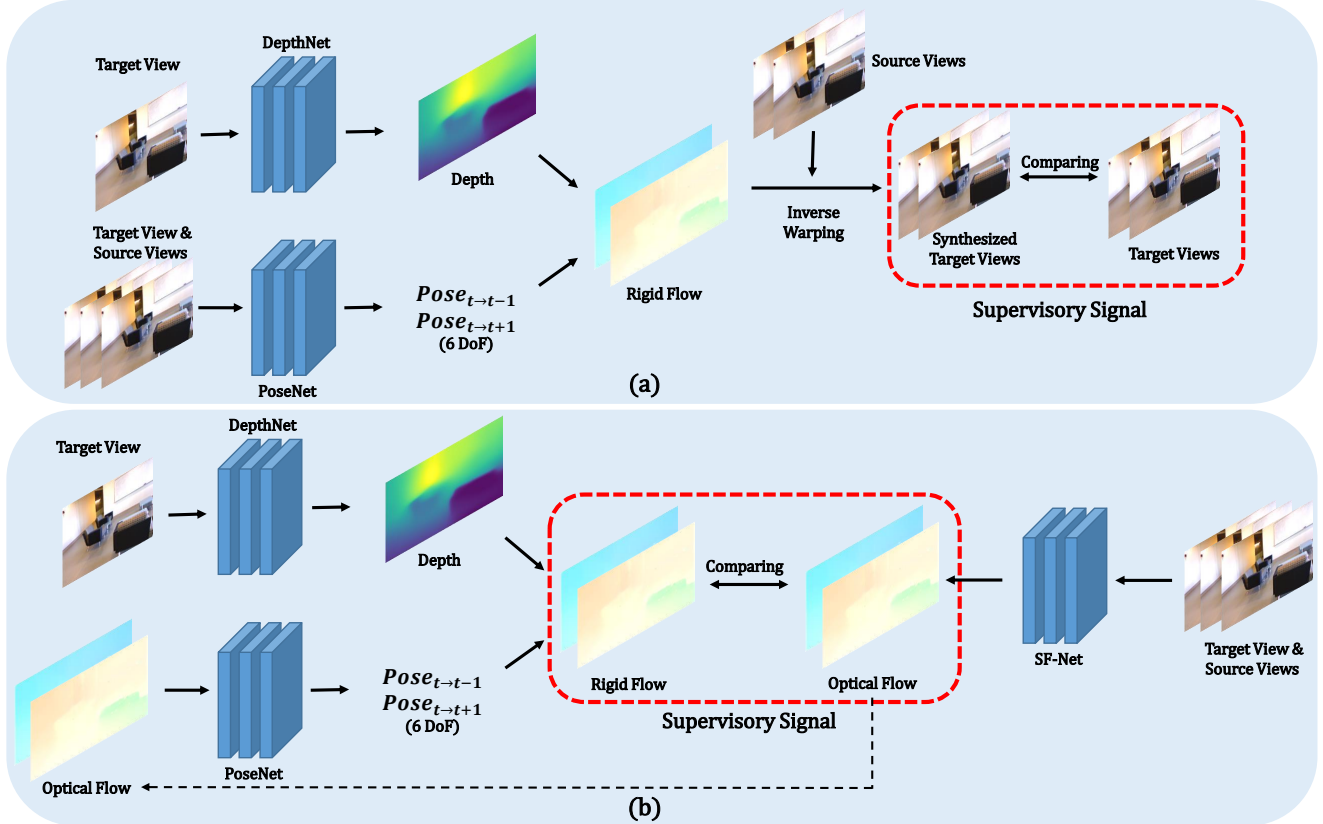 DepthNet
Target View
Source Views
Depth
Comparing
Inverse
Warping
Target View &
Source Views
Synthesized
Target Views
Target Views
Rigid Flow
Pose_{t→t−1}
Pose_{t→t+1}
(6 DoF)
Supervisory Signal
PoseNet
(a)
DepthNet
Target View
Depth
Comparing
SF-Net
Target View &
Source Views
Pose_{t→t−1}
Pose_{t→t+1}
(6 DoF)
Rigid Flow
Optical Flow
Supervisory Signal
PoseNet
Optical Flow
(b)